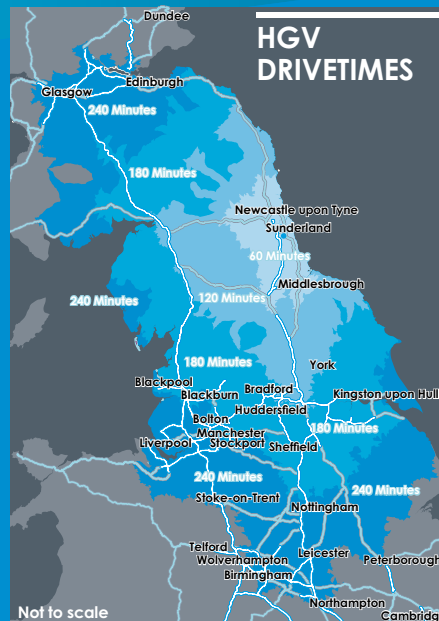 Dundee
HGV
DRIVETIMES
Edinburgh
Glasgow
240 Minutes
180 Minutes
Newcastle upon Tyne
Sunderland
60 Minutes
Middlesbrough
240 Minutes
120 Minutes
180 Minutes
York
Blackpool
Bradford
Blackburn
Kingston upon Hull
Huddersfield
Bolton
180 Minutes
Manchester
Liverpool
Stockport
Sheffield
240 Minutes
240 Minutes
Stoke-on-Trent
Nottingham
Telford
Leicester
Wolverhampton
Peterborough
Birmingham
Northampton
Not to scale
Cambridg